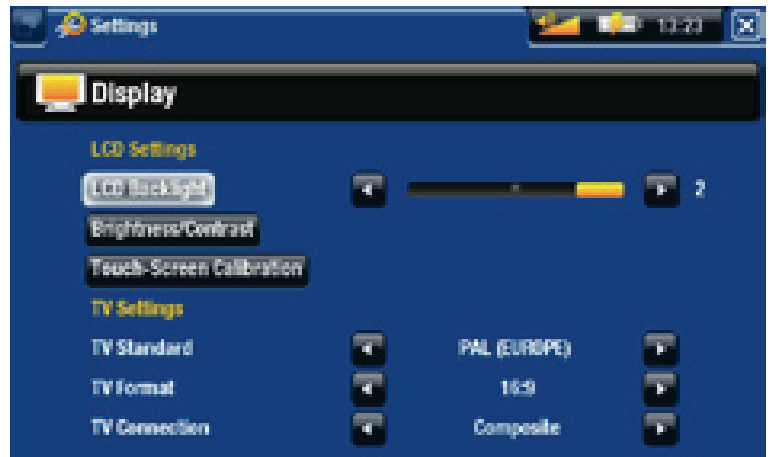 Settings 13:23
Display
LCD Settings
LCD Backlight 2
Brightness/Contrast
Touch-Screen Calibration
TV Settings
TV Standard PAL (EUROPE)
TV Format 16:9
TV Connection Composite